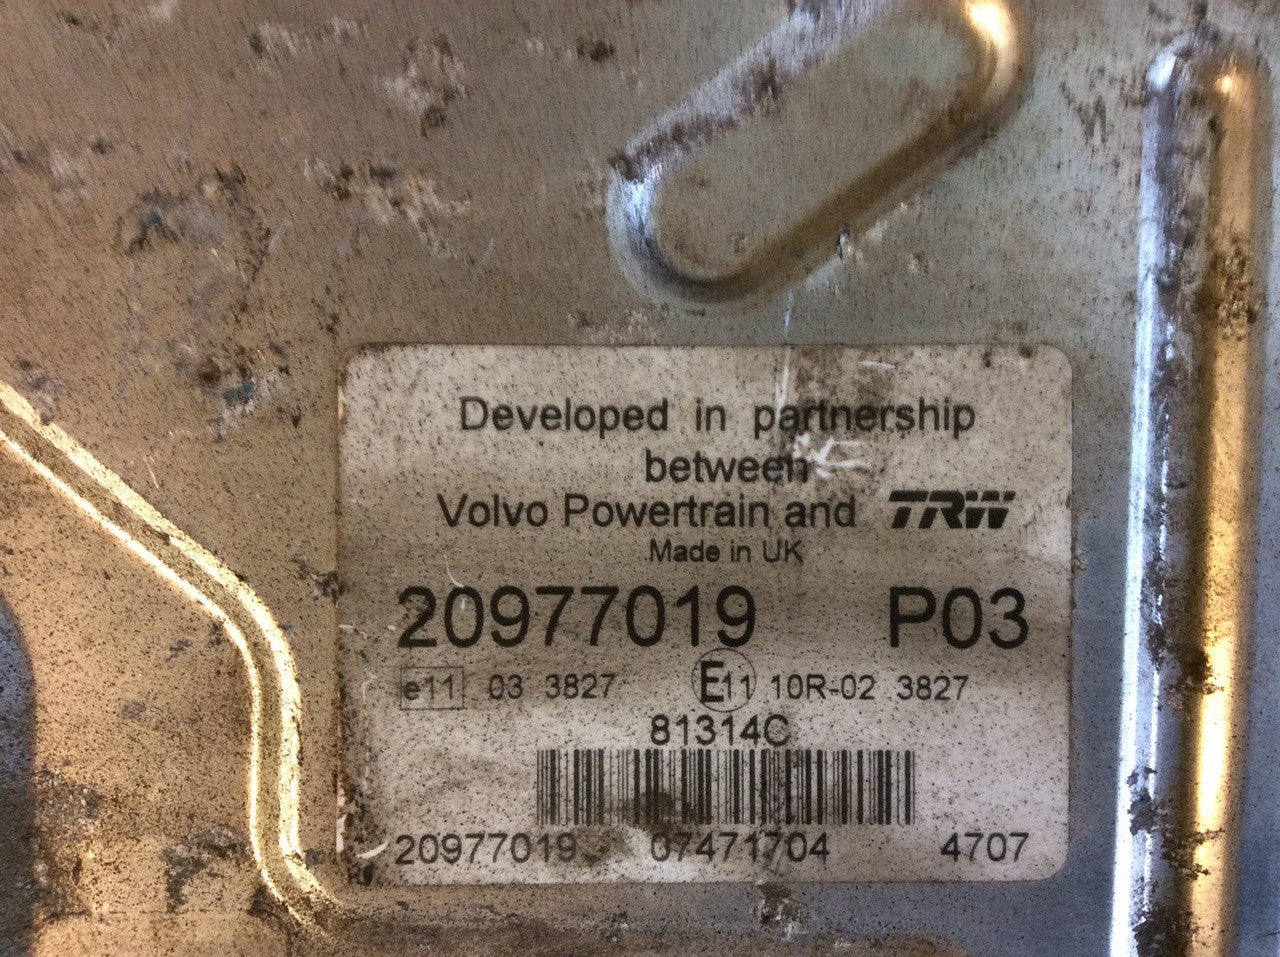 Developed in partnership
between
Volvo Powertrain and TRW
Made in UK
20977019 P03
e11 03 3827 E11 10R-02 3827
81314C
20977019 07471704 4707